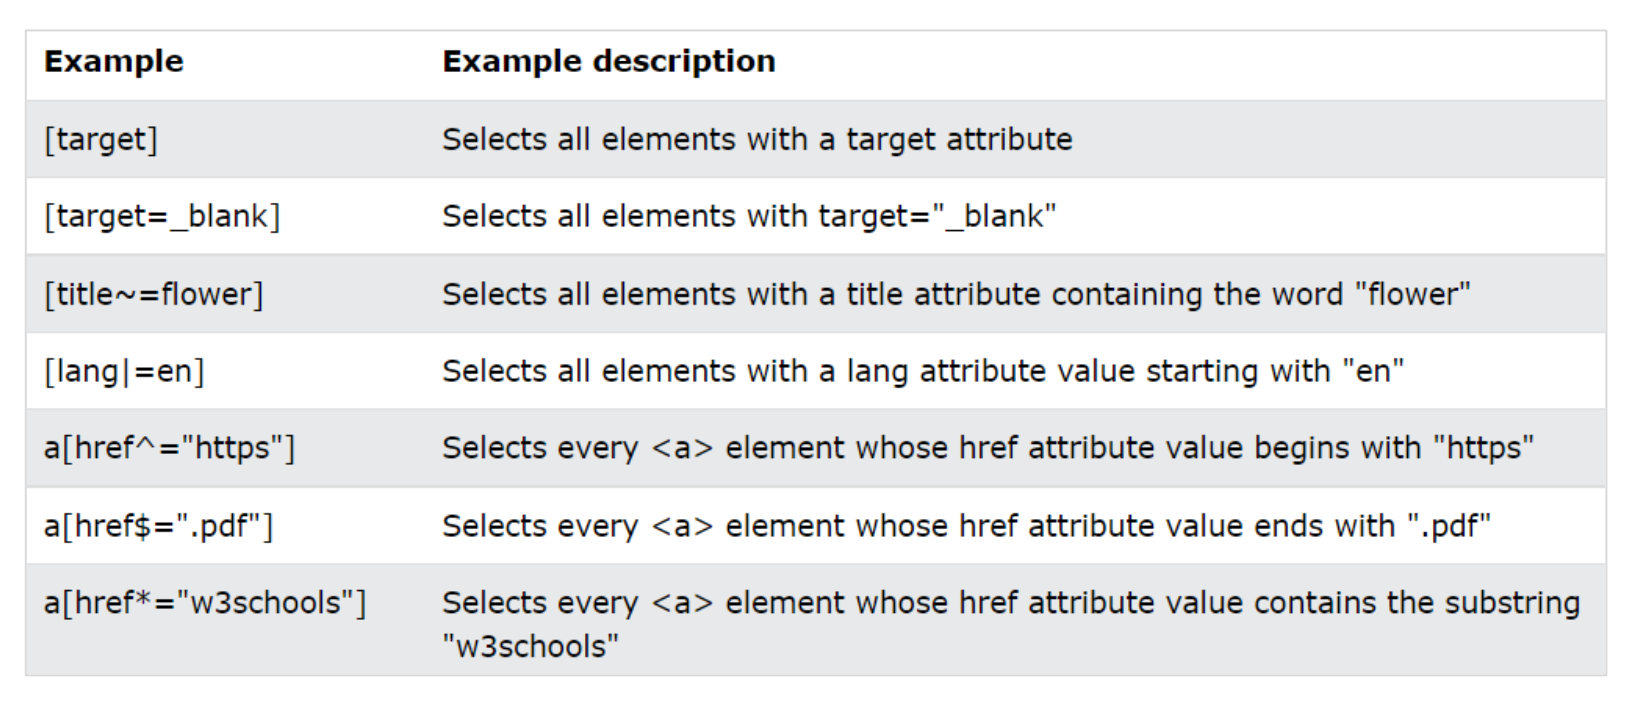 Example Example description
[target] Selects all elements with a target attribute
[target=_blank] Selects all elements with target="_blank"
[title~=flower] Selects all elements with a title attribute containing the word "flower"
[lang|=en] Selects all elements with a lang attribute value starting with "en"
a[href^="https"] Selects every <a> element whose href attribute value begins with "https"
a[href$=".pdf"] Selects every <a> element whose href attribute value ends with ".pdf"
a[href*="w3schools"] Selects every <a> element whose href attribute value contains the substring
"w3schools"